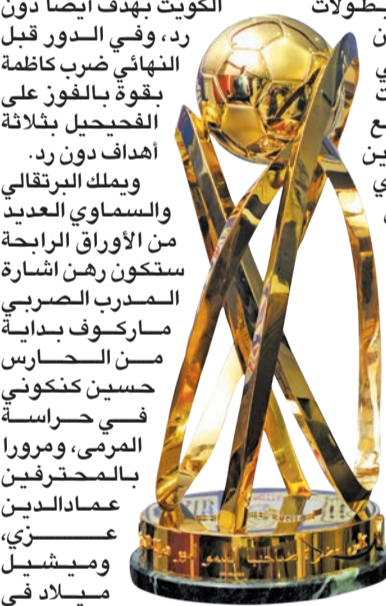 الكويت بهدف أيضا دون
رد، وفي الدور قبل
النهائي ضرب كاظمة
بقوة بالفوز على
الفحيحيل بثلاثة
أهداف دون رد.
ويملك البرتقالي
والسماوي العديد
من الأوراق الرابحة
ستكون رهن اشارة
المدرب الصربي
ماركوف بداية
من الحارس
حسين كنكوني
في حراسة
المرمى، ومرورا
بالمحترفين
عمادالدين
عزي،
وميشيل
ميلاد في